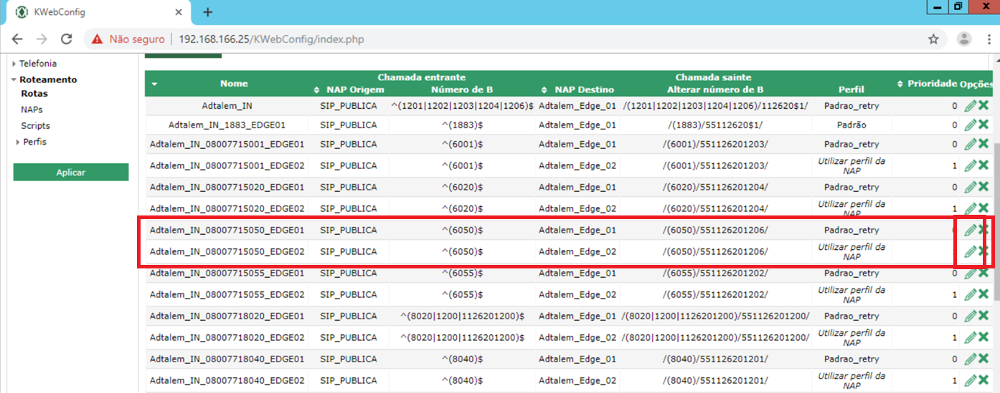 KWebConfig
Não seguro 192.168.166.25/KWebConfig/index.php
Telefonia
Roteamento
Rotas
NAPs
Scripts
Perfis
Aplicar
Chamada entrante Chamada sainte
Nome NAP Origem Número de B NAP Destino Alterar número de B Perfil Prioridade Opções
Adtalem_IN SIP_PUBLICA ^(1201|1202|1203|1204|1206)$ Adtalem_Edge_01 /(1201|1202|1203|1204|1206)/112620$1/ Padrao_retry 0
Adtalem_IN_1883_EDGE01 SIP_PUBLICA ^(1883)$ Adtalem_Edge_01 /(1883)/55112620$1/ Padrão 0
Adtalem_IN_08007715001_EDGE01 SIP_PUBLICA ^(6001)$ Adtalem_Edge_01 /(6001)/551126201203/ Padrao_retry 0
Adtalem_IN_08007715001_EDGE02 SIP_PUBLICA ^(6001)$ Adtalem_Edge_02 /(6001)/551126201203/ Utilizar perfil da NAP 1
Adtalem_IN_08007715020_EDGE01 SIP_PUBLICA ^(6020)$ Adtalem_Edge_01 /(6020)/551126201204/ Padrao_retry 0
Adtalem_IN_08007715020_EDGE02 SIP_PUBLICA ^(6020)$ Adtalem_Edge_02 /(6020)/551126201204/ Utilizar perfil da NAP 1
Adtalem_IN_08007715050_EDGE01 SIP_PUBLICA ^(6050)$ Adtalem_Edge_01 /(6050)/551126201206/ Padrao_retry
Adtalem_IN_08007715050_EDGE02 SIP_PUBLICA ^(6050)$ Adtalem_Edge_02 /(6050)/551126201206/ Utilizar perfil da NAP
Adtalem_IN_08007715055_EDGE01 SIP_PUBLICA ^(6055)$ Adtalem_Edge_01 /(6055)/551126201202/ Padrao_retry 0
Adtalem_IN_08007715055_EDGE02 SIP_PUBLICA ^(6055)$ Adtalem_Edge_02 /(6055)/551126201202/ Utilizar perfil da NAP 1
Adtalem_IN_08007718020_EDGE01 SIP_PUBLICA ^(8020|1200|1126201200)$ Adtalem_Edge_01 /(8020|1200|1126201200)/551126201200/ Padrao_retry 0
Adtalem_IN_08007718020_EDGE02 SIP_PUBLICA ^(8020|1200|1126201200)$ Adtalem_Edge_02 /(8020|1200|1126201200)/551126201200/ Utilizar perfil da NAP 1
Adtalem_IN_08007718040_EDGE01 SIP_PUBLICA ^(8040)$ Adtalem_Edge_01 /(8040)/551126201201/ Padrao_retry 0
Adtalem_IN_08007718040_EDGE02 SIP_PUBLICA ^(8040)$ Adtalem_Edge_02 /(8040)/551126201201/ Utilizar perfil da NAP 1